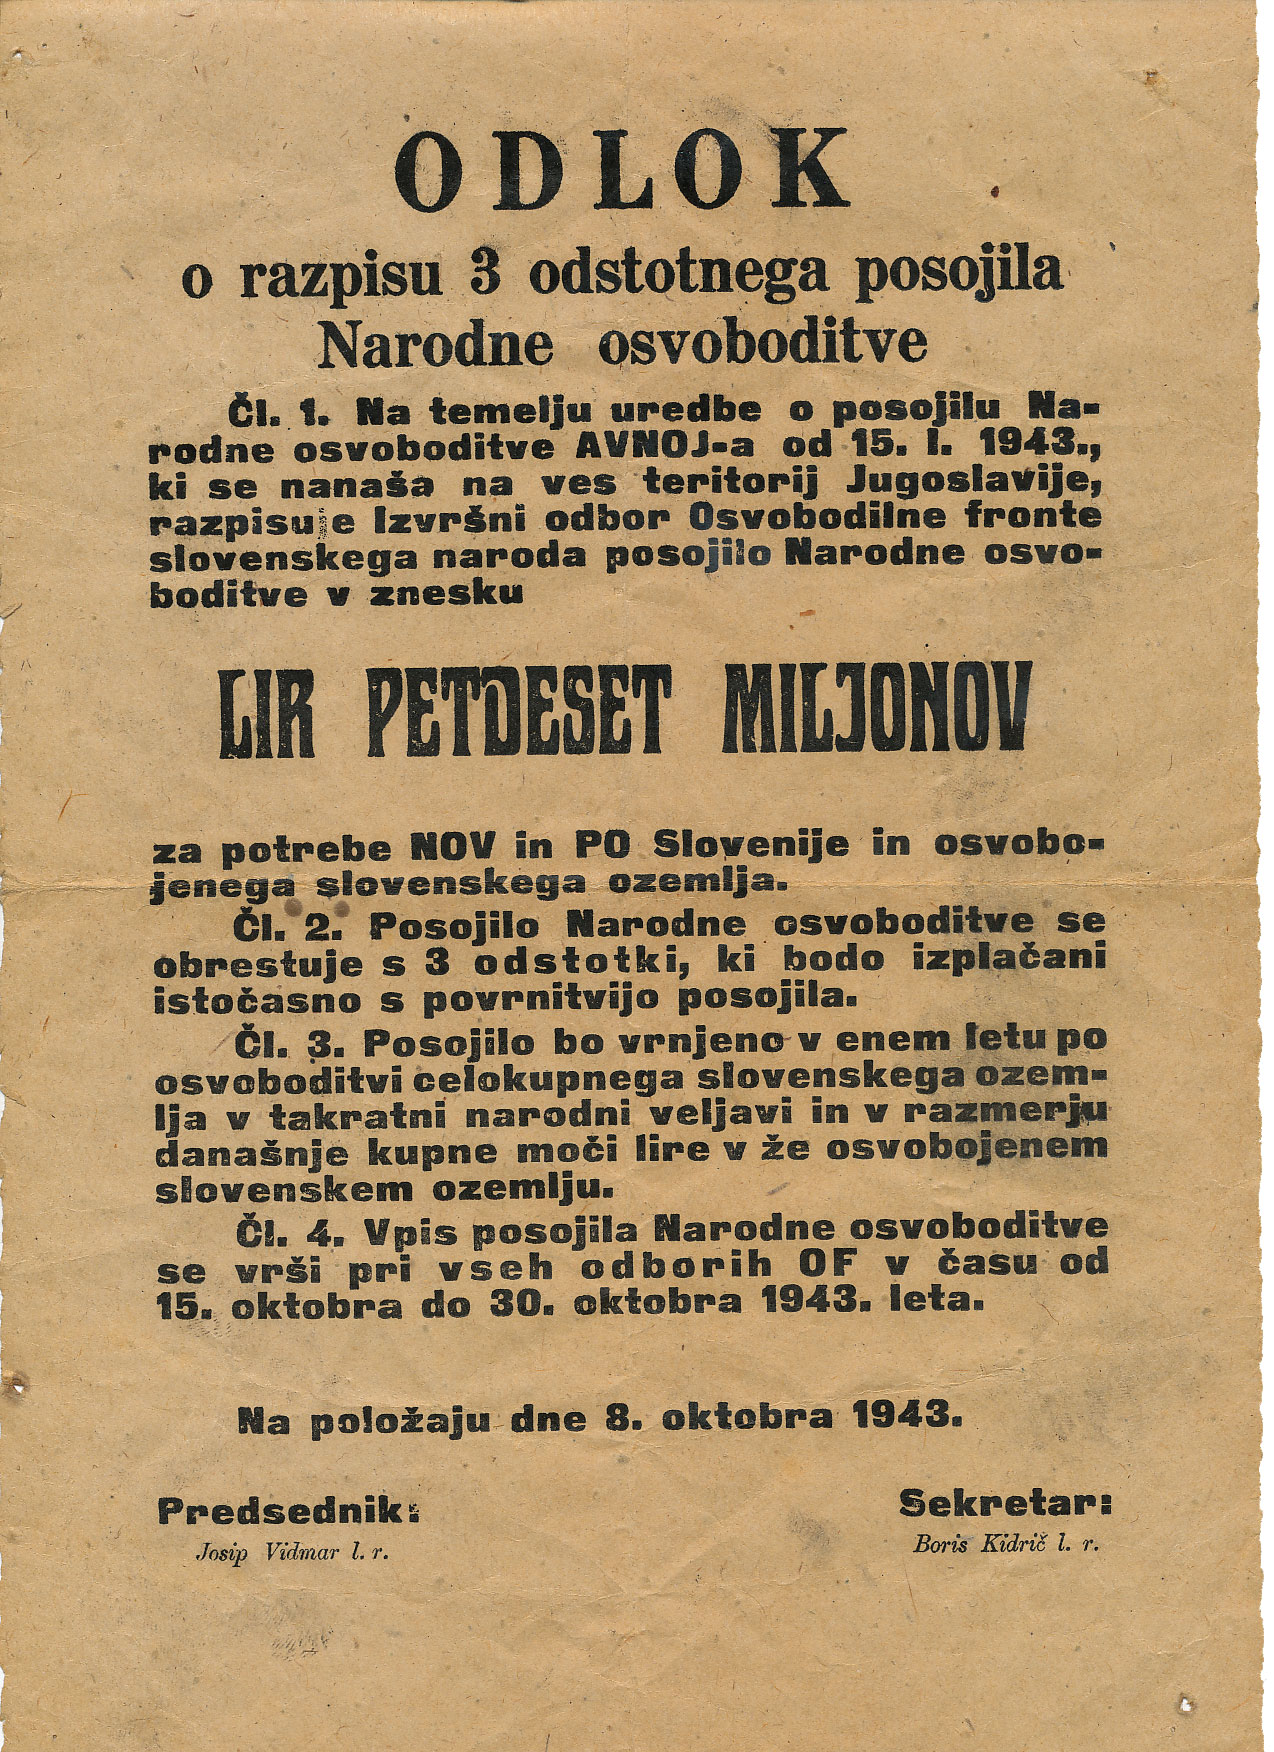 ODLOK
o razpisu 3 odstotnega posojila
Narodne osvoboditve
Čl. 1. Na temelju uredbe o posojilu Na-
rodne osvoboditve AVNOJ-a od 15. I. 1943.,
ki se nanaša na ves teritorij Jugoslavije,
razpisuje Izvršni odbor Osvobodilne fronte
slovenskega naroda posojilo Narodne osvo-
boditve v znesku
LIR PETDESET MILJONOV
za potrebe NOV in PO Slovenije in osvobo-
jenega slovenskega ozemlja.
Čl. 2. Posojilo Narodne osvoboditve se
obrestuje s 3 odstotki, ki bodo izplačani
istočasno s povrnitvijo posojila.
Čl. 3. Posojilo bo vrnjeno v enem letu po
osvoboditvi celokupnega slovenskega ozem-
lja v takratni narodni veljavi in v razmerju
današnje kupne moči lire v že osvobojenem
slovenskem ozemlju.
Čl. 4. Vpis posojila Narodne osvoboditve
se vrši pri vseh odborih OF v času od
15. oktobra do 30. oktobra 1943. leta.
Na položaju dne 8. oktobra 1943.
Predsednik:
Josip Vidmar l. r.
Sekretar:
Boris Kidrič l. r.